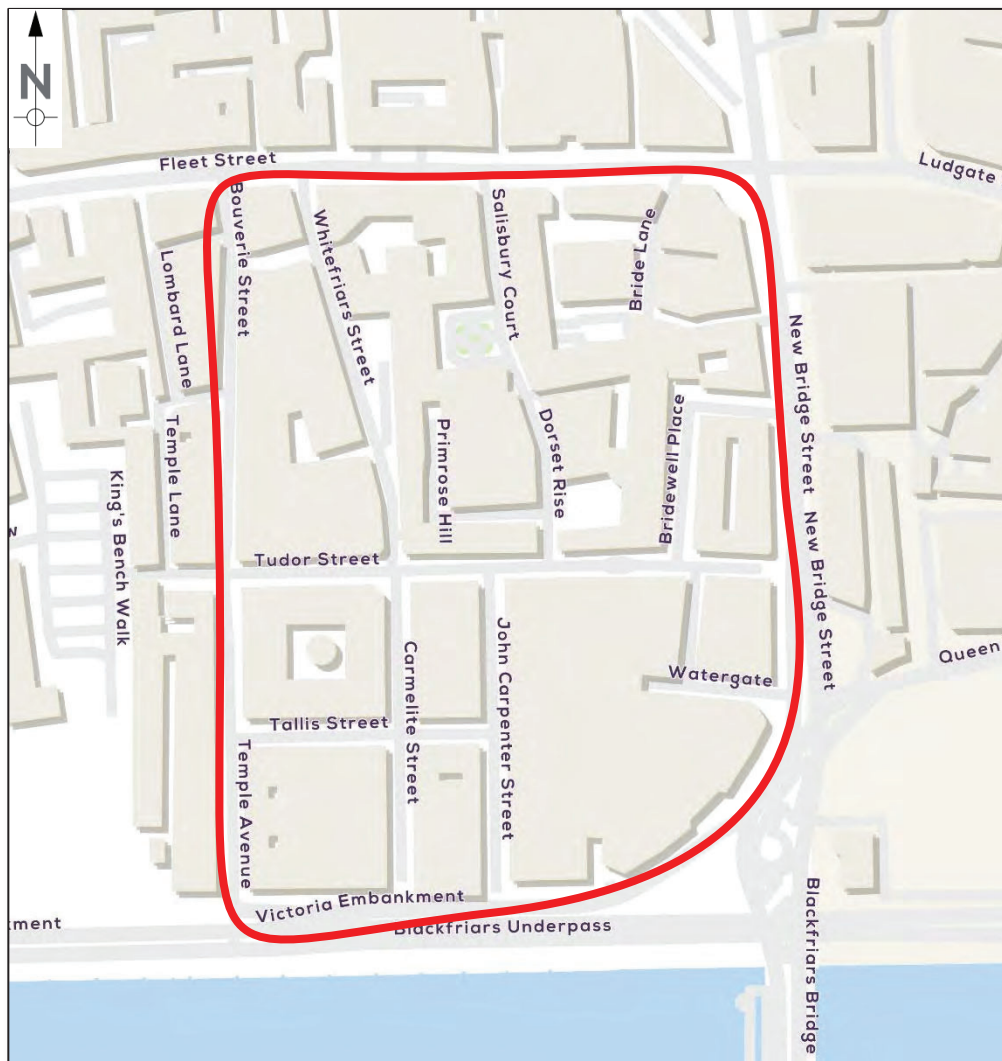 N
Fleet Street
Ludgate
Bouverie Street
Whitefriars Street
Salisbury Court
Bride Lane
Lombard Lane
New Bridge Street
Temple Lane
Primrose Hill
Dorset Rise
Bridewell Place
King's Bench Walk
New Bridge Street
Tudor Street
Carmelite Street
John Carpenter Street
Watergate
Queen
Tallis Street
Temple Avenue
Victoria Embankment
kment
Blackfriars Underpass
Blackfriars Bridge